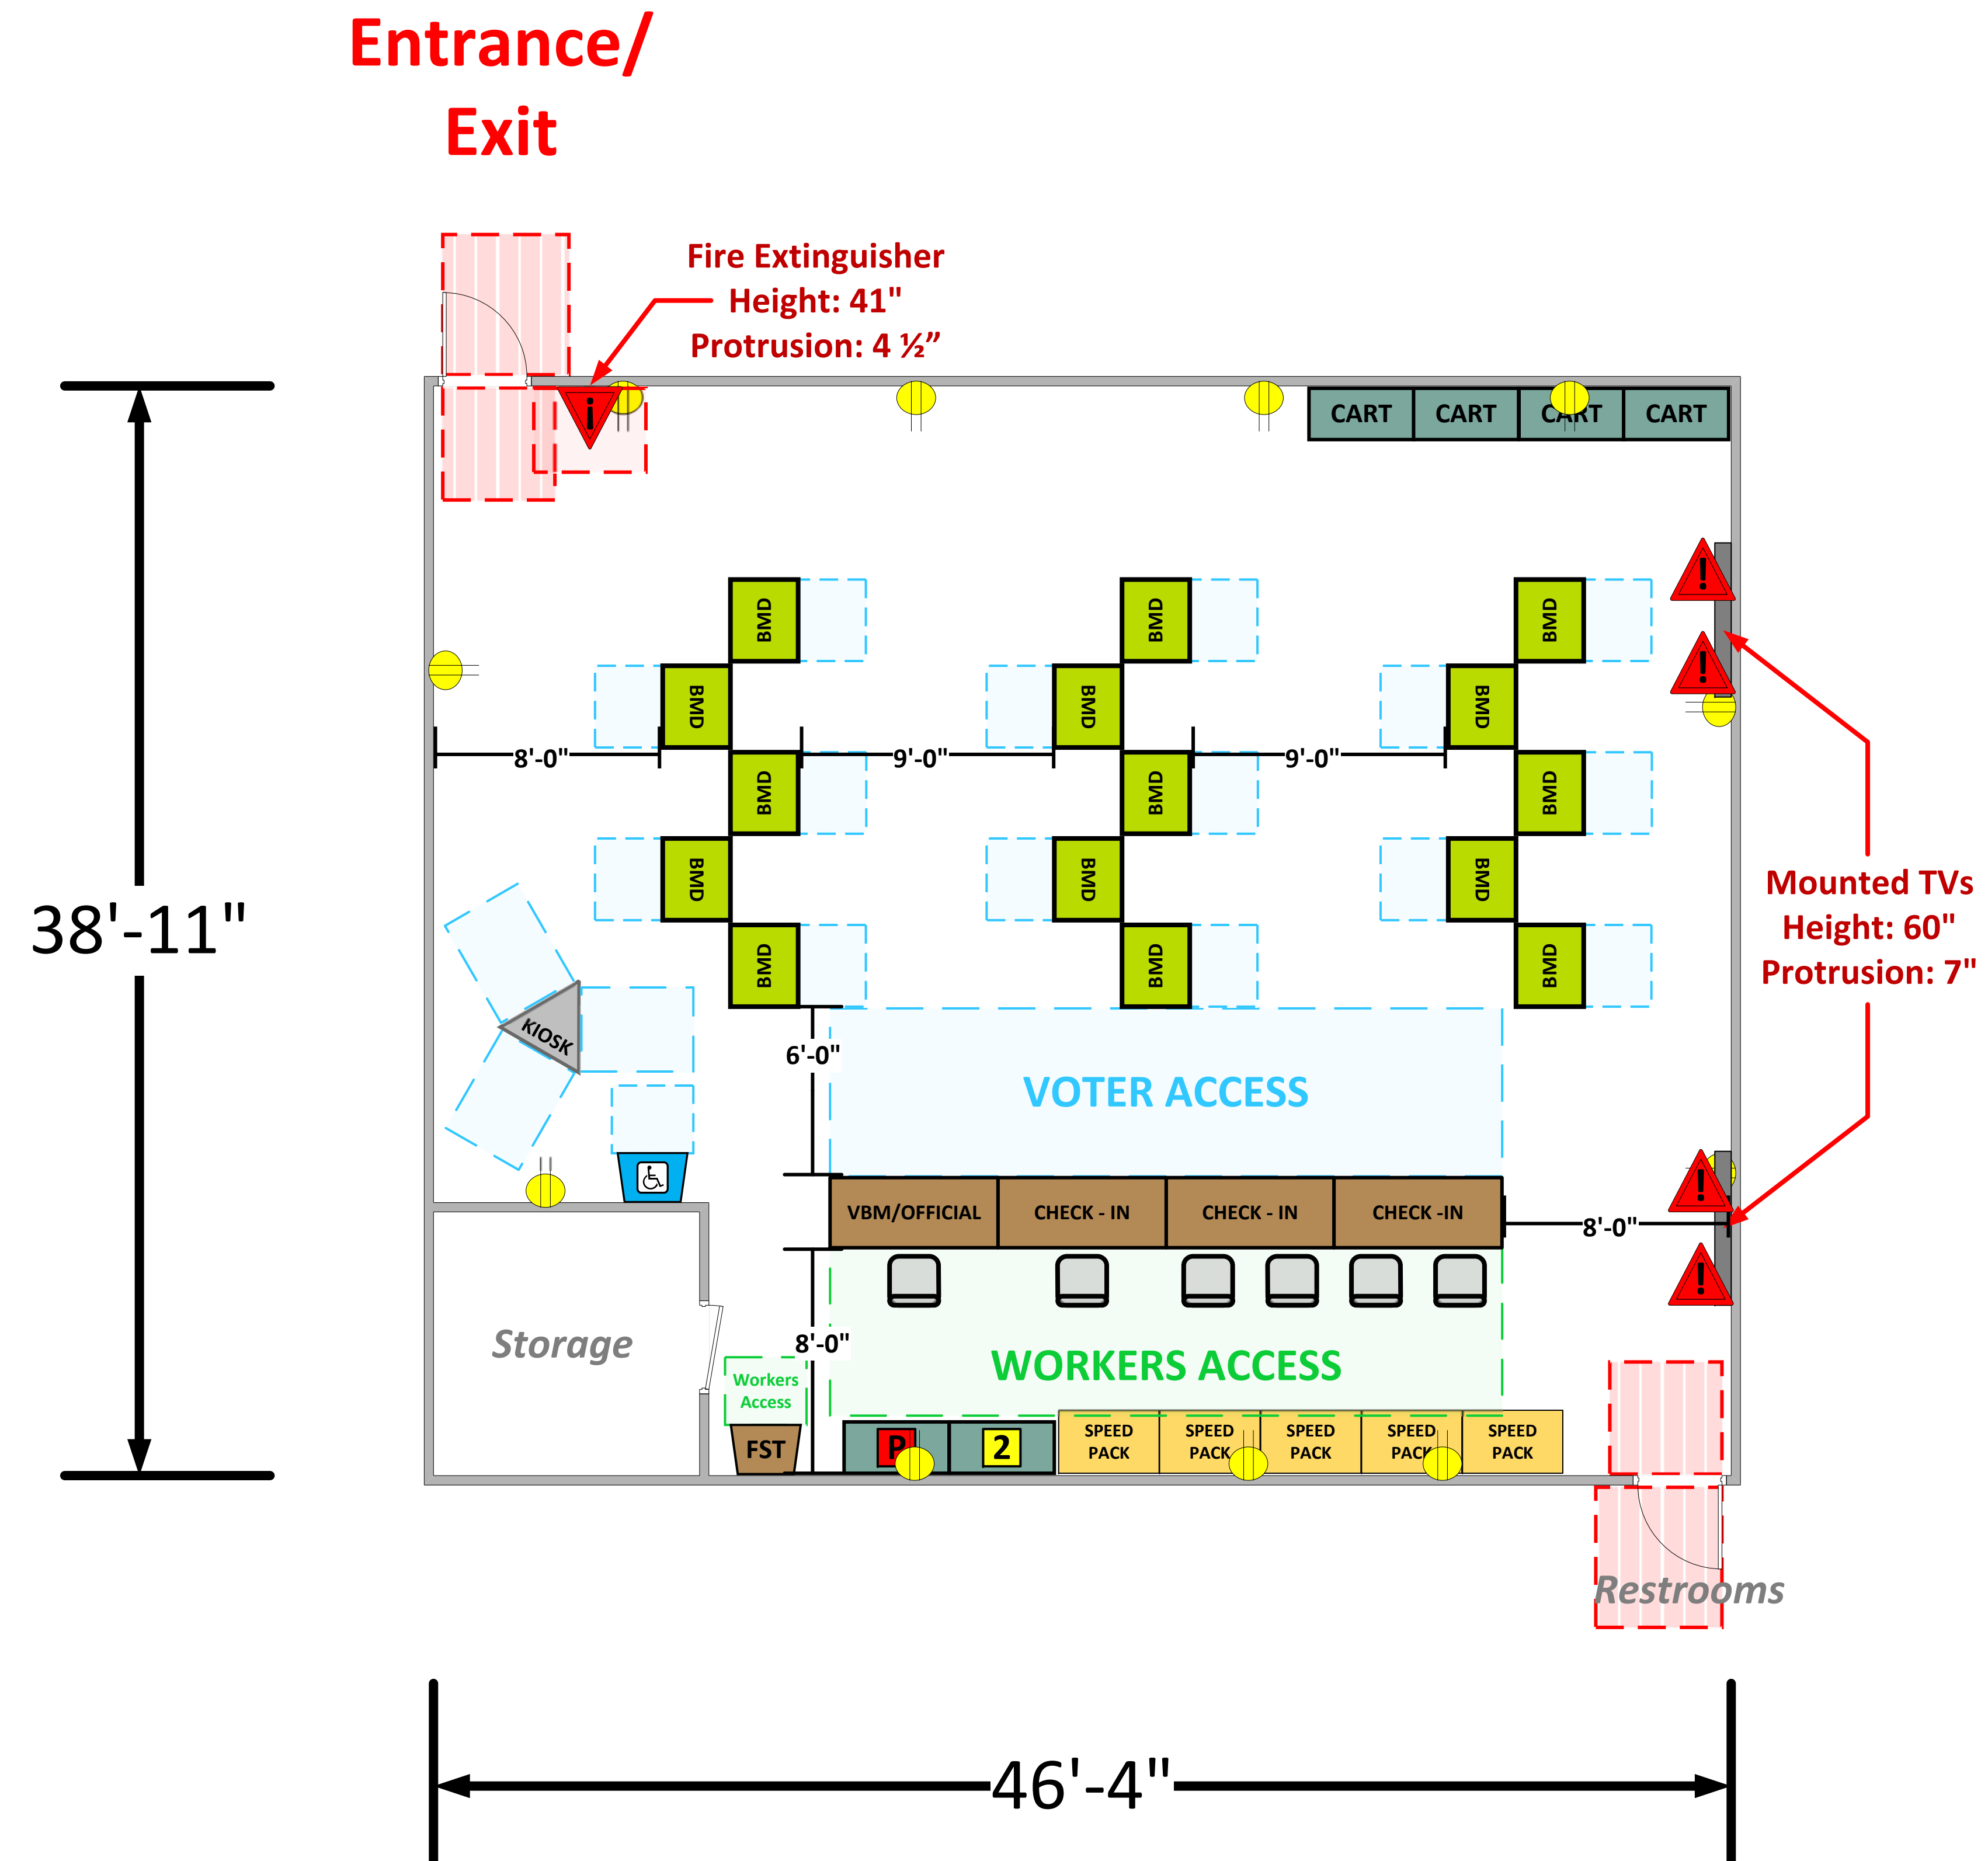 Entrance/
Exit
Fire Extinguisher
Height: 41"
Protrusion: 4 ½”
i
CART CART CART CART
!
!
BMD BMD BMD
BMD BMD BMD
8'-0" 9'-0" 9'-0"
BMD BMD BMD
BMD BMD BMD
BMD BMD BMD
38'-11"
Mounted TVs
Height: 60"
Protrusion: 7"
KIOSK
6'-0"
VOTER ACCESS
!
VBM/OFFICIAL CHECK - IN CHECK - IN CHECK -IN
8'-0"
!
Storage
8'-0"
WORKERS ACCESS
Workers
Access
FST
P 2
SPEED
PACK
SPEED
PACK
SPEED
PACK
SPEED
PACK
SPEED
PACK
Restrooms
46'-4"